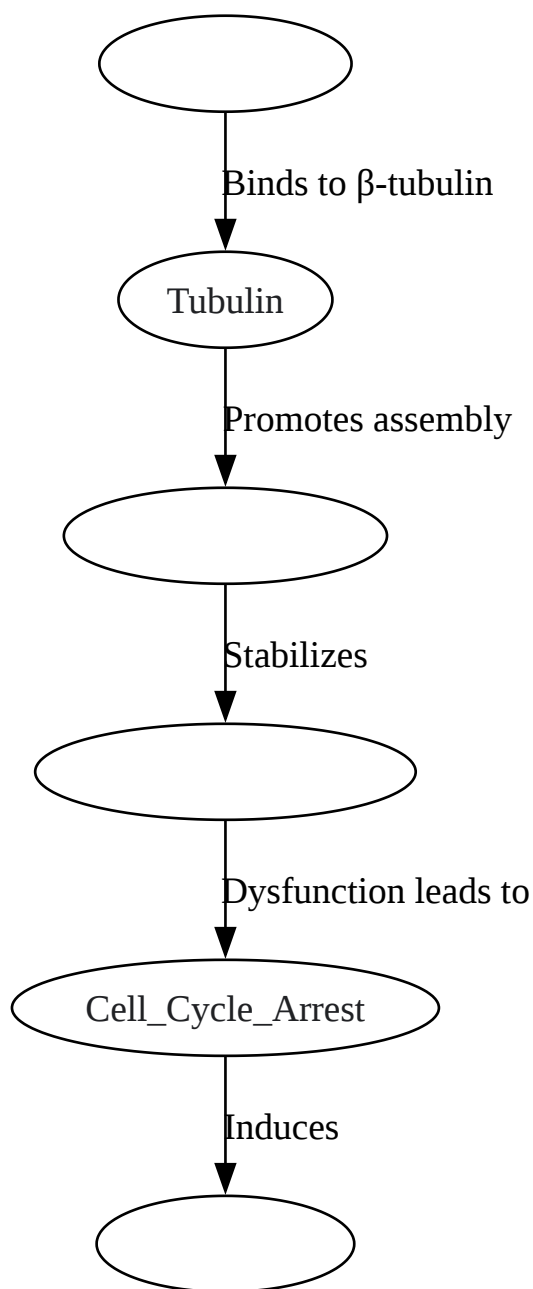 Binds to β-tubulin
Tubulin
Promotes assembly
Stabilizes
Dysfunction leads to
Cell_Cycle_Arrest
Induces